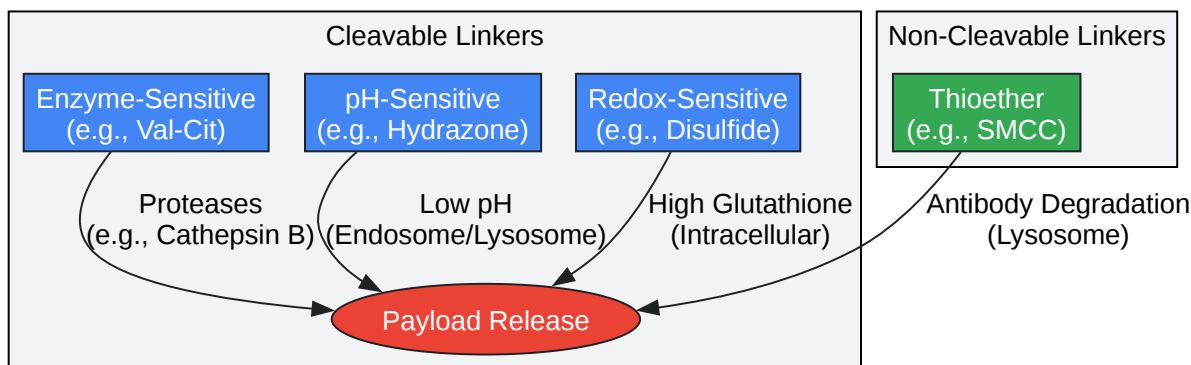 Cleavable Linkers
Non-Cleavable Linkers
Enzyme-Sensitive
(e.g., Val-Cit)
pH-Sensitive
(e.g., Hydrazone)
Redox-Sensitive
(e.g., Disulfide)
Thioether
(e.g., SMCC)
Proteases
(e.g., Cathepsin B)
Low pH
(Endosome/Lysosome)
High Glutathione
(Intracellular)
Antibody Degradation
(Lysosome)
Payload Release